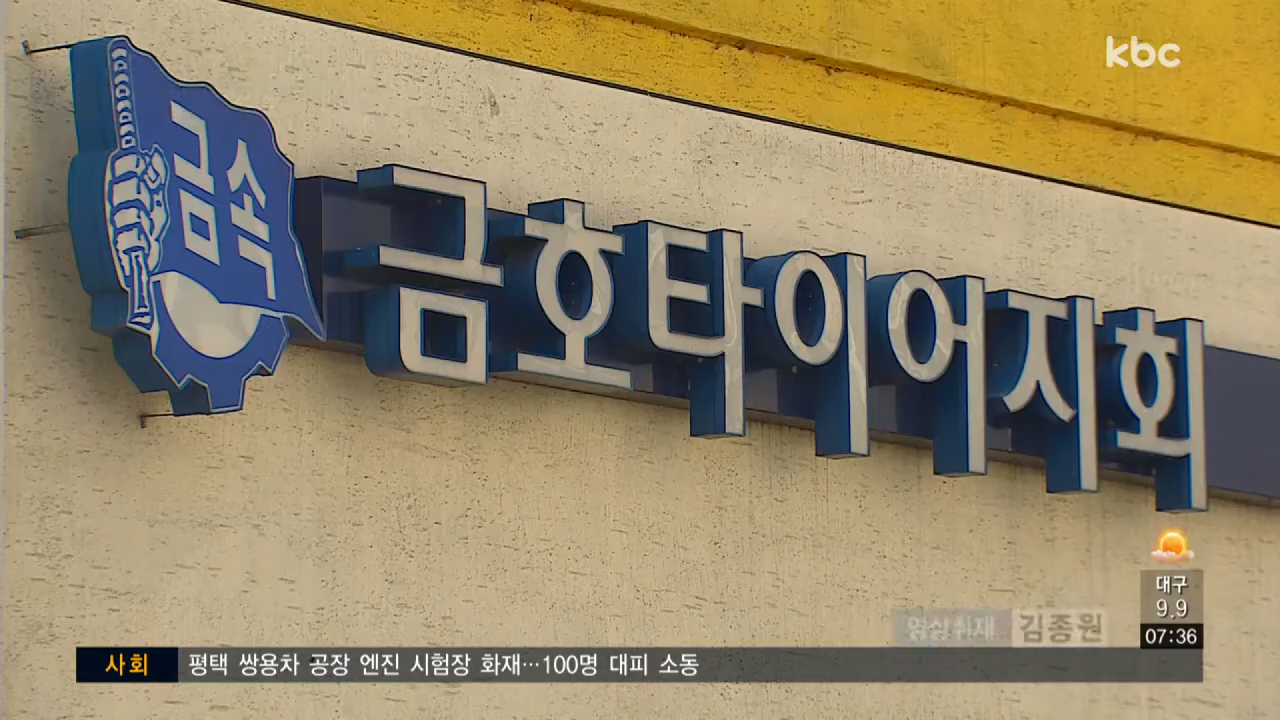 kbc
금속
금호타이어지회
대구
9.9
영상취재 김종원
07:36
사회 평택 쌍용차 공장 엔진 시험장 화재…100명 대피 소동